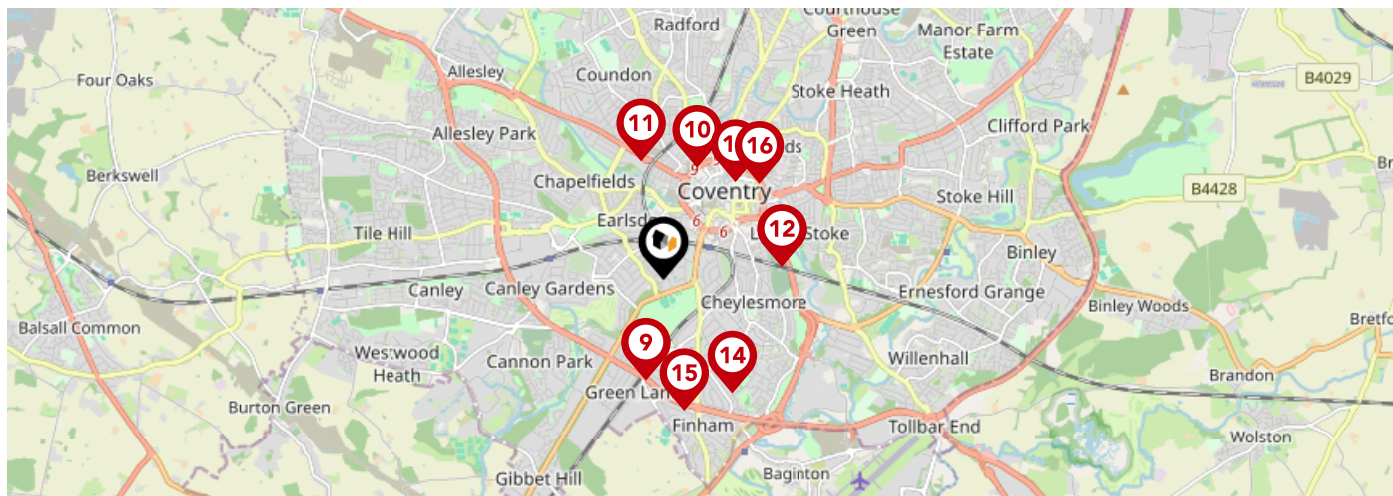 Courthouse
Green
Radford
Manor Farm
Estate
Four Oaks
Allesley
Coundon
Stoke Heath
B4029
Allesley Park
11
10
16
Clifford Park
9
Berkswell
Chapelfields
Coventry
Stoke Hill
B4428
Tile Hill
6
6
12
Stoke
Binley
Canley
Canley Gardens
Cheylesmore
Ernesford Grange
Binley Woods
Balsall Common
Westwood
Heath
Cannon Park
9
15
14
Willenhall
Brandon
Burton Green
Finham
Tollbar End
Wolston
Gibbet Hill
Baginton